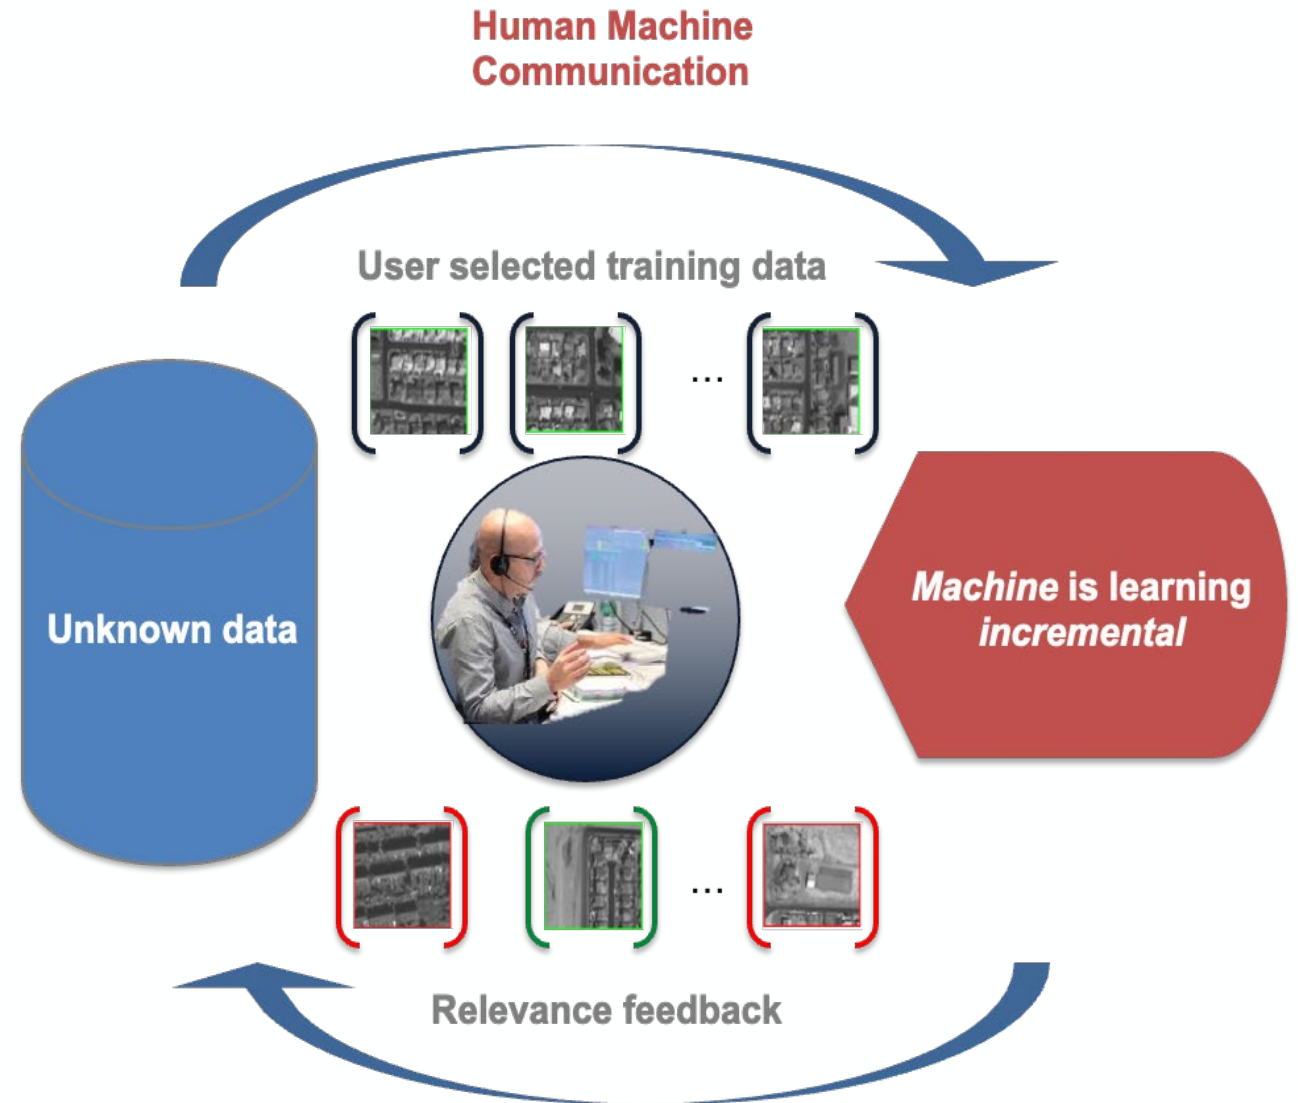 Human Machine
Communication
User selected training data
...
Unknown data
Machine is learning
incremental
...
Relevance feedback